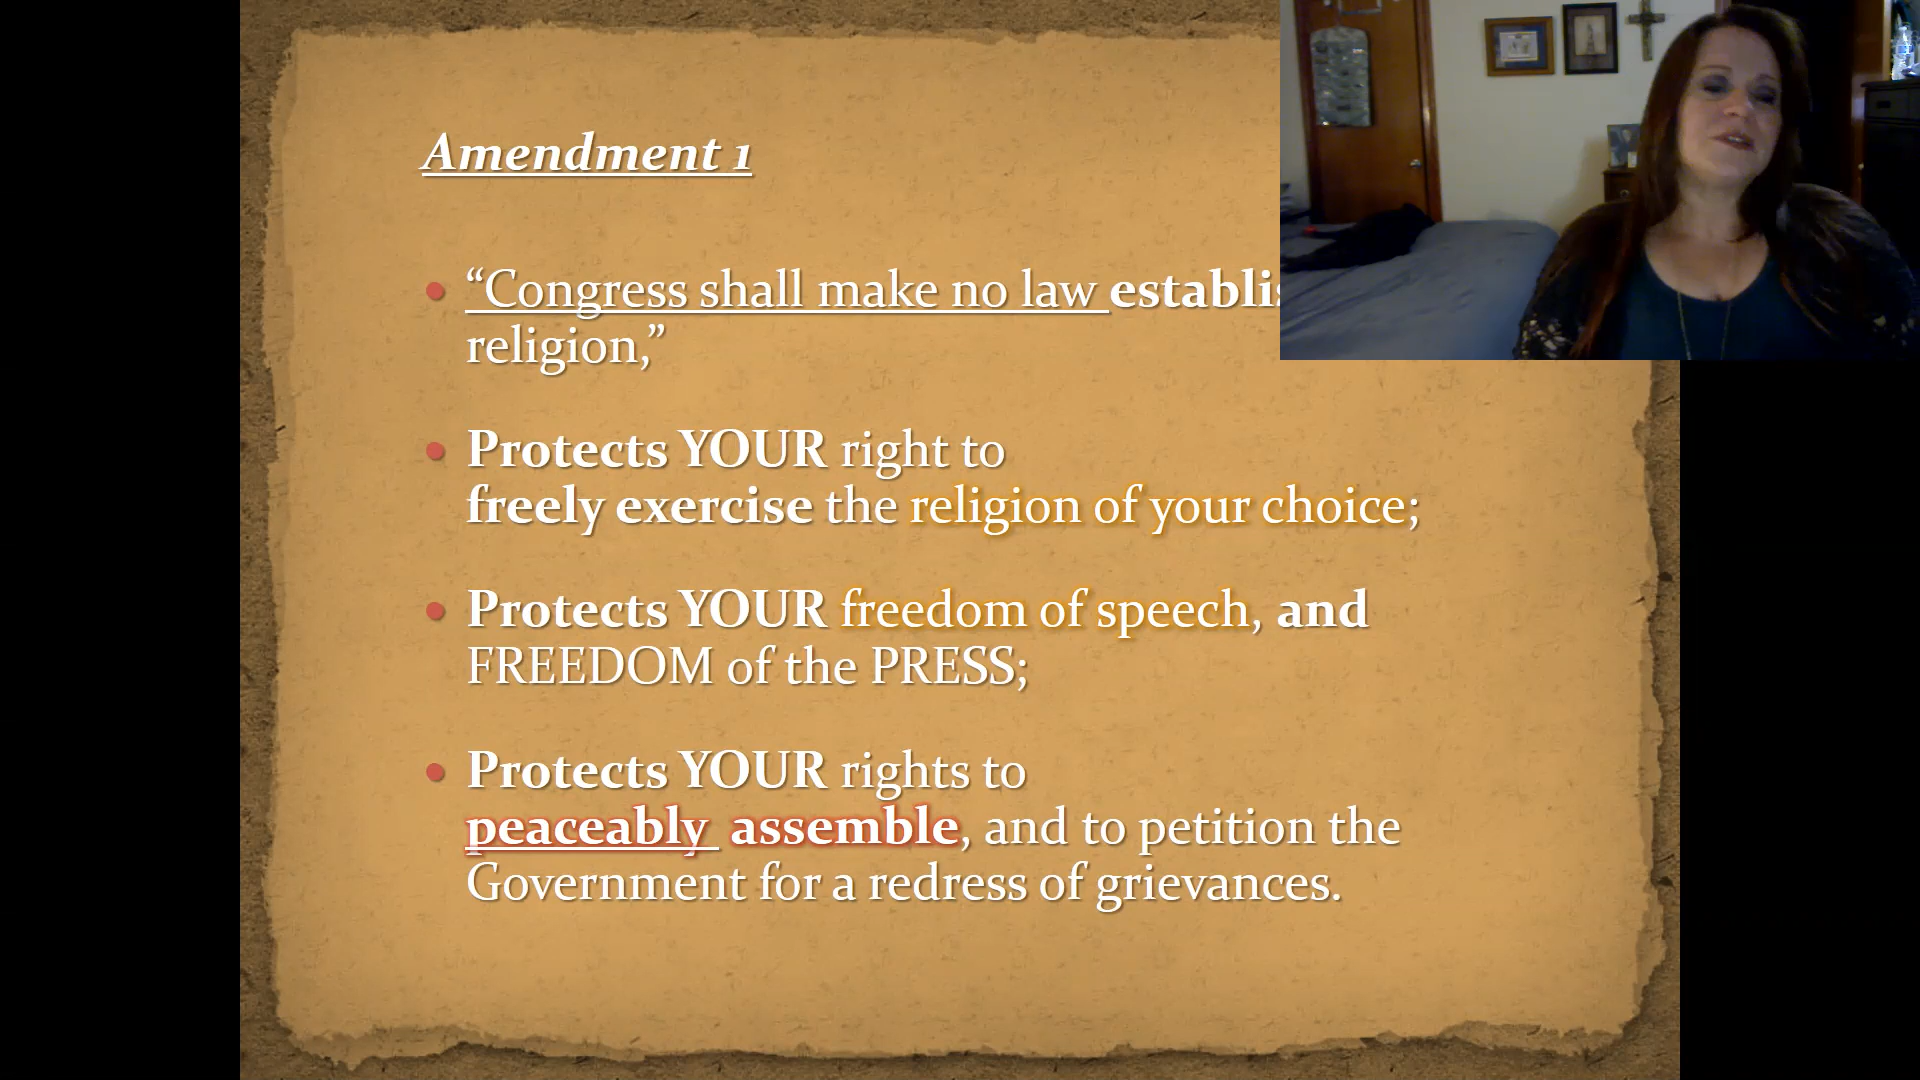 Amendment 1
“Congress shall make no law
religion,”
Protects YOUR right to
freely exercise the religion of your choice;
Protects YOUR freedom of speech, and
FREEDOM of the PRESS;
Protects YOUR rights to
peaceably assemble, and to petition the
Government for a redress of grievances.